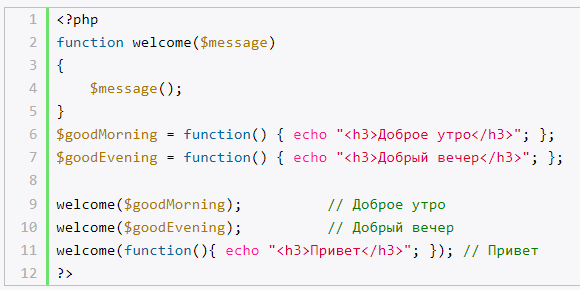 1 <?php
2 function welcome($message)
3 {
4     $message();
5 }
6 $goodMorning = function() { echo "<h3>Доброе утро</h3>"; };
7 $goodEvening = function() { echo "<h3>Добрый вечер</h3>"; };
8
9 welcome($goodMorning);          // Доброе утро
10 welcome($goodEvening);          // Добрый вечер
11 welcome(function(){ echo "<h3>Привет</h3>"; }); // Привет
12 ?>